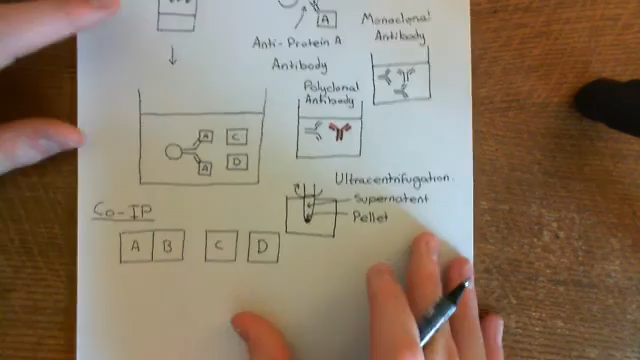 A
Anti-Protein A
Antibody
Monoclonal
Antibody
Polyclonal
Antibody
A C
A D
Ultracentrifugation
Supernatent
Pellet
Co-IP
A B C D